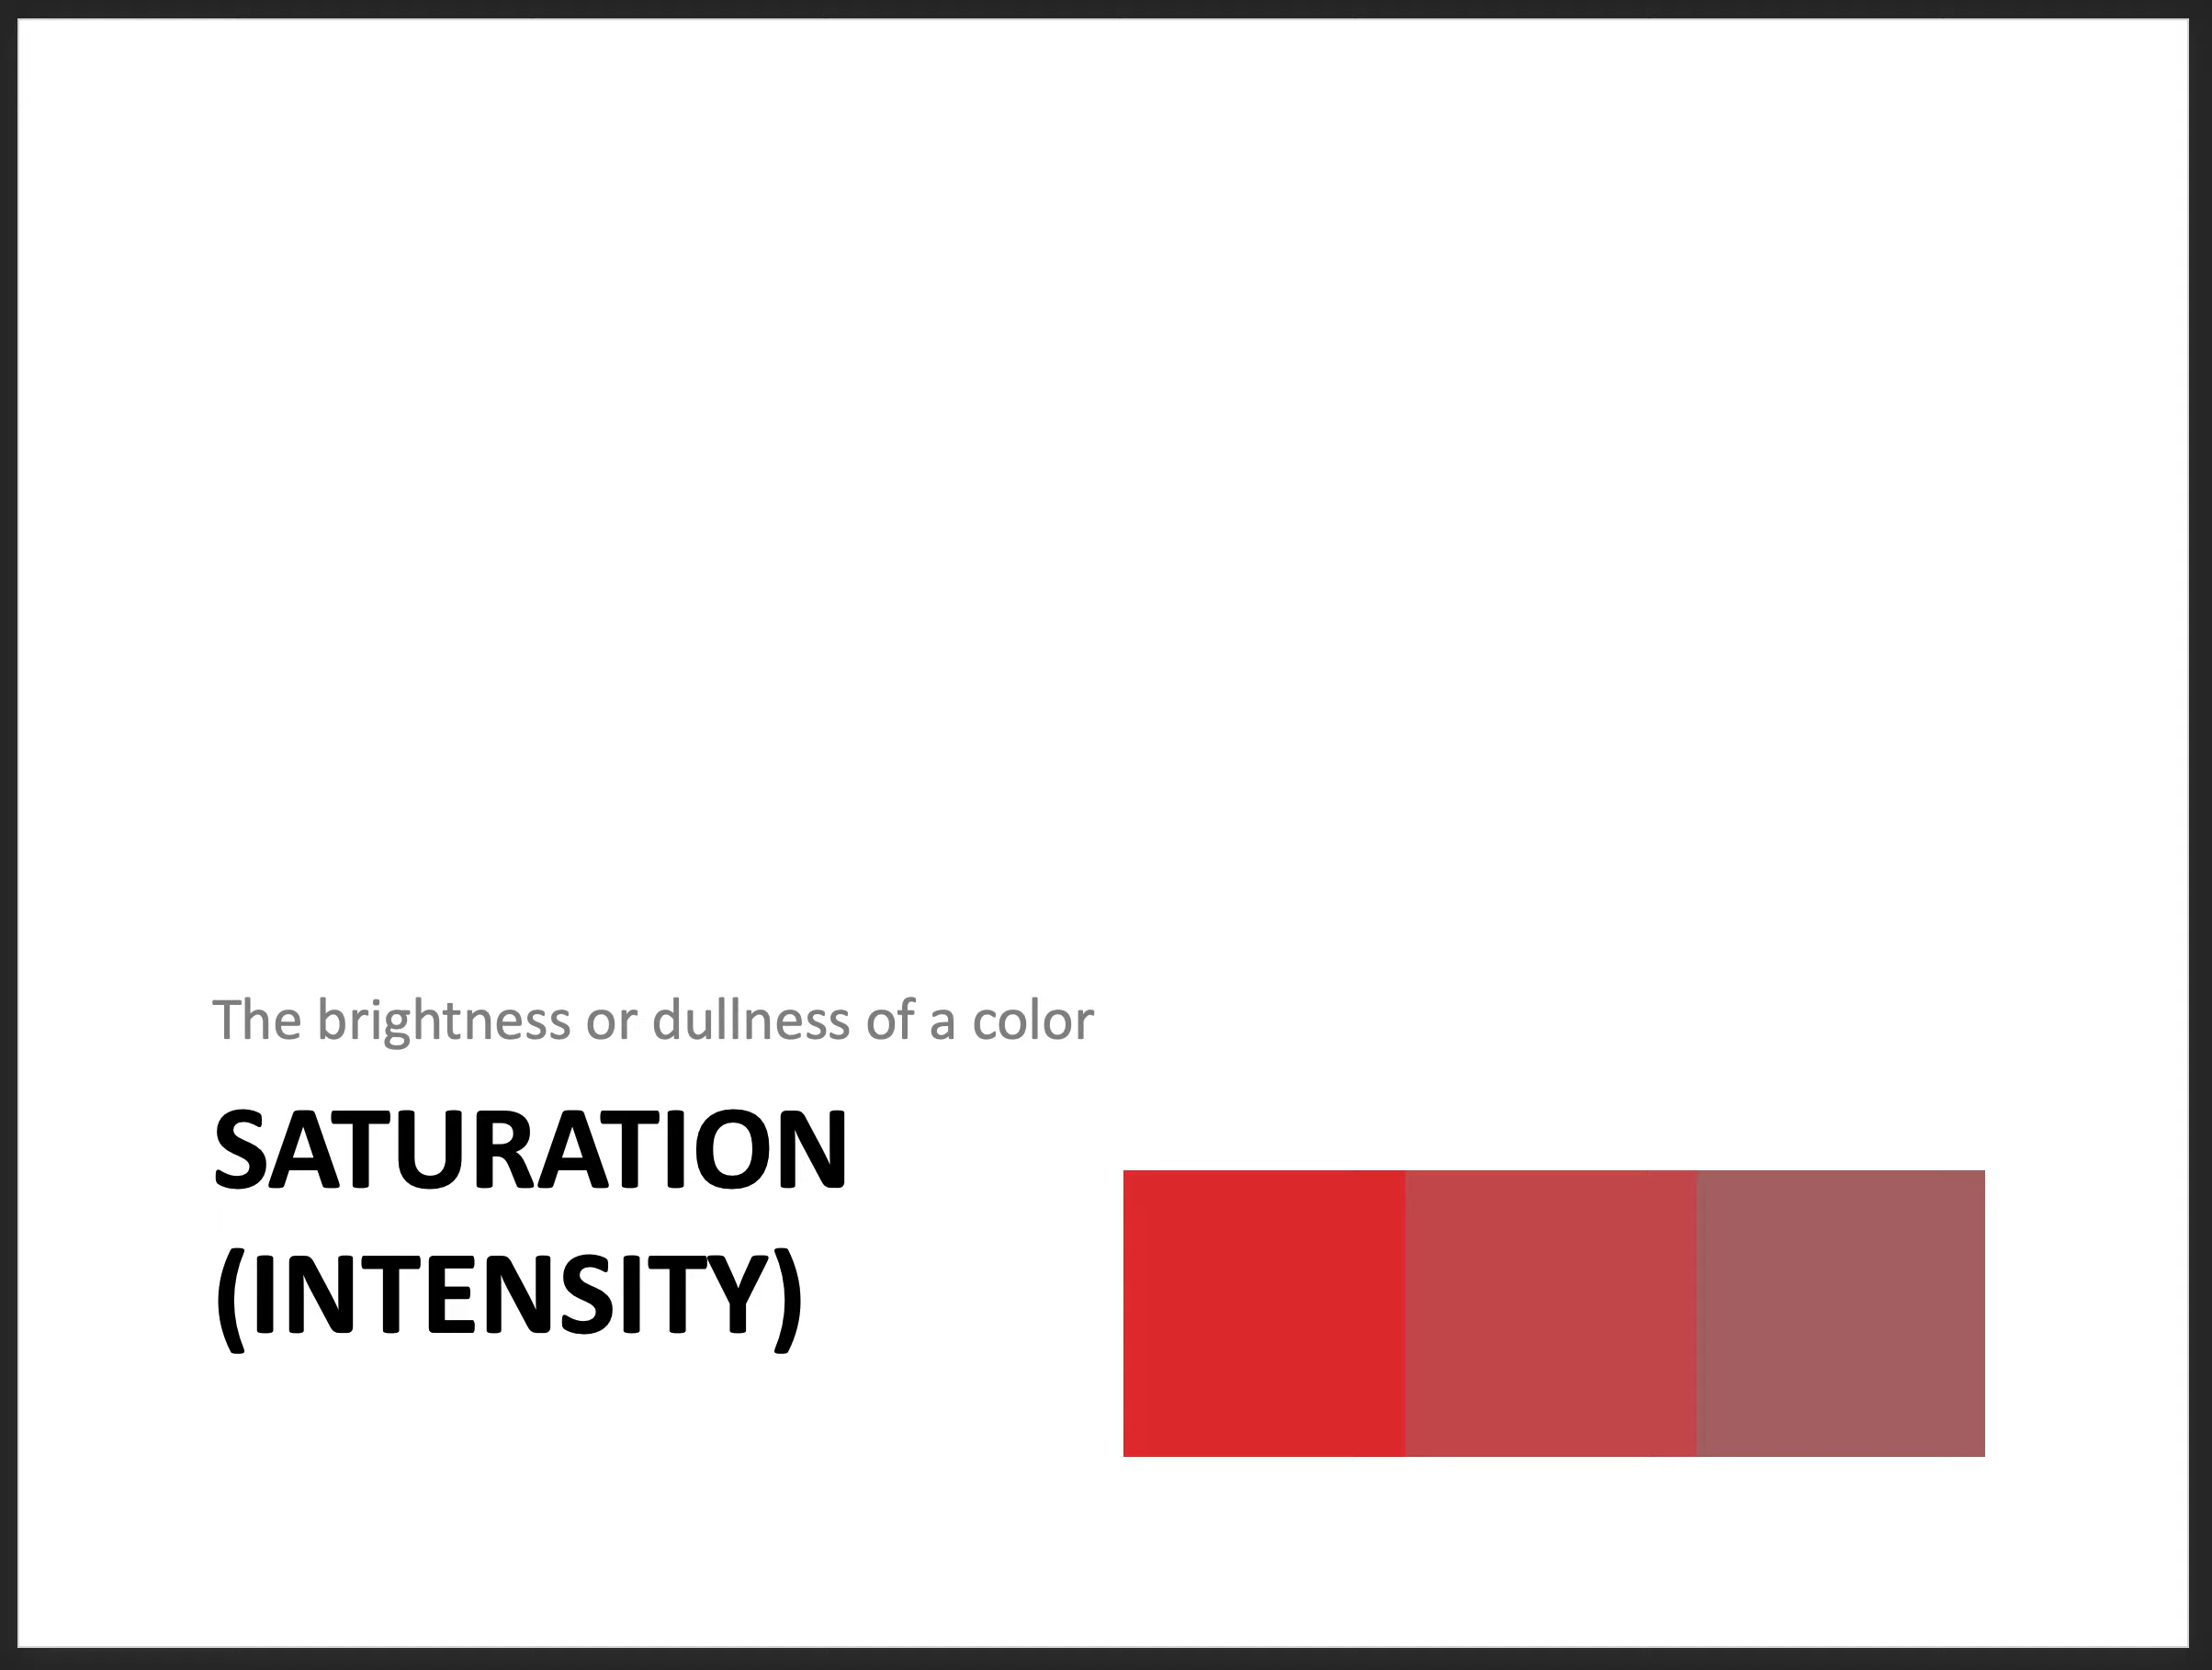 The brightness or dullness of a color
SATURATION
(INTENSITY)